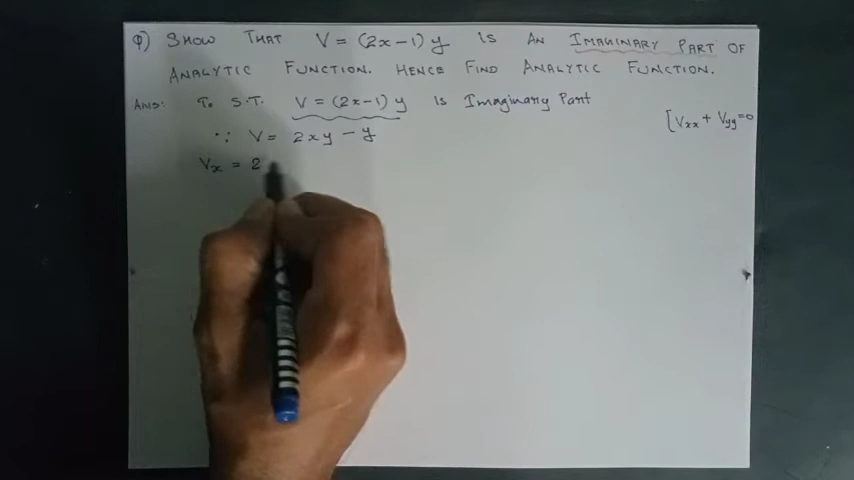 Q) SHOW THAT V = (2x-1) y IS AN IMAGINARY PART OF
ANALYTIC FUNCTION. HENCE FIND ANALYTIC FUNCTION.
Ans: To S.T. V = (2x-1) y is Imaginary Part
[Vxx + Vyy = 0
∵ V = 2xy - y
Vx = 2